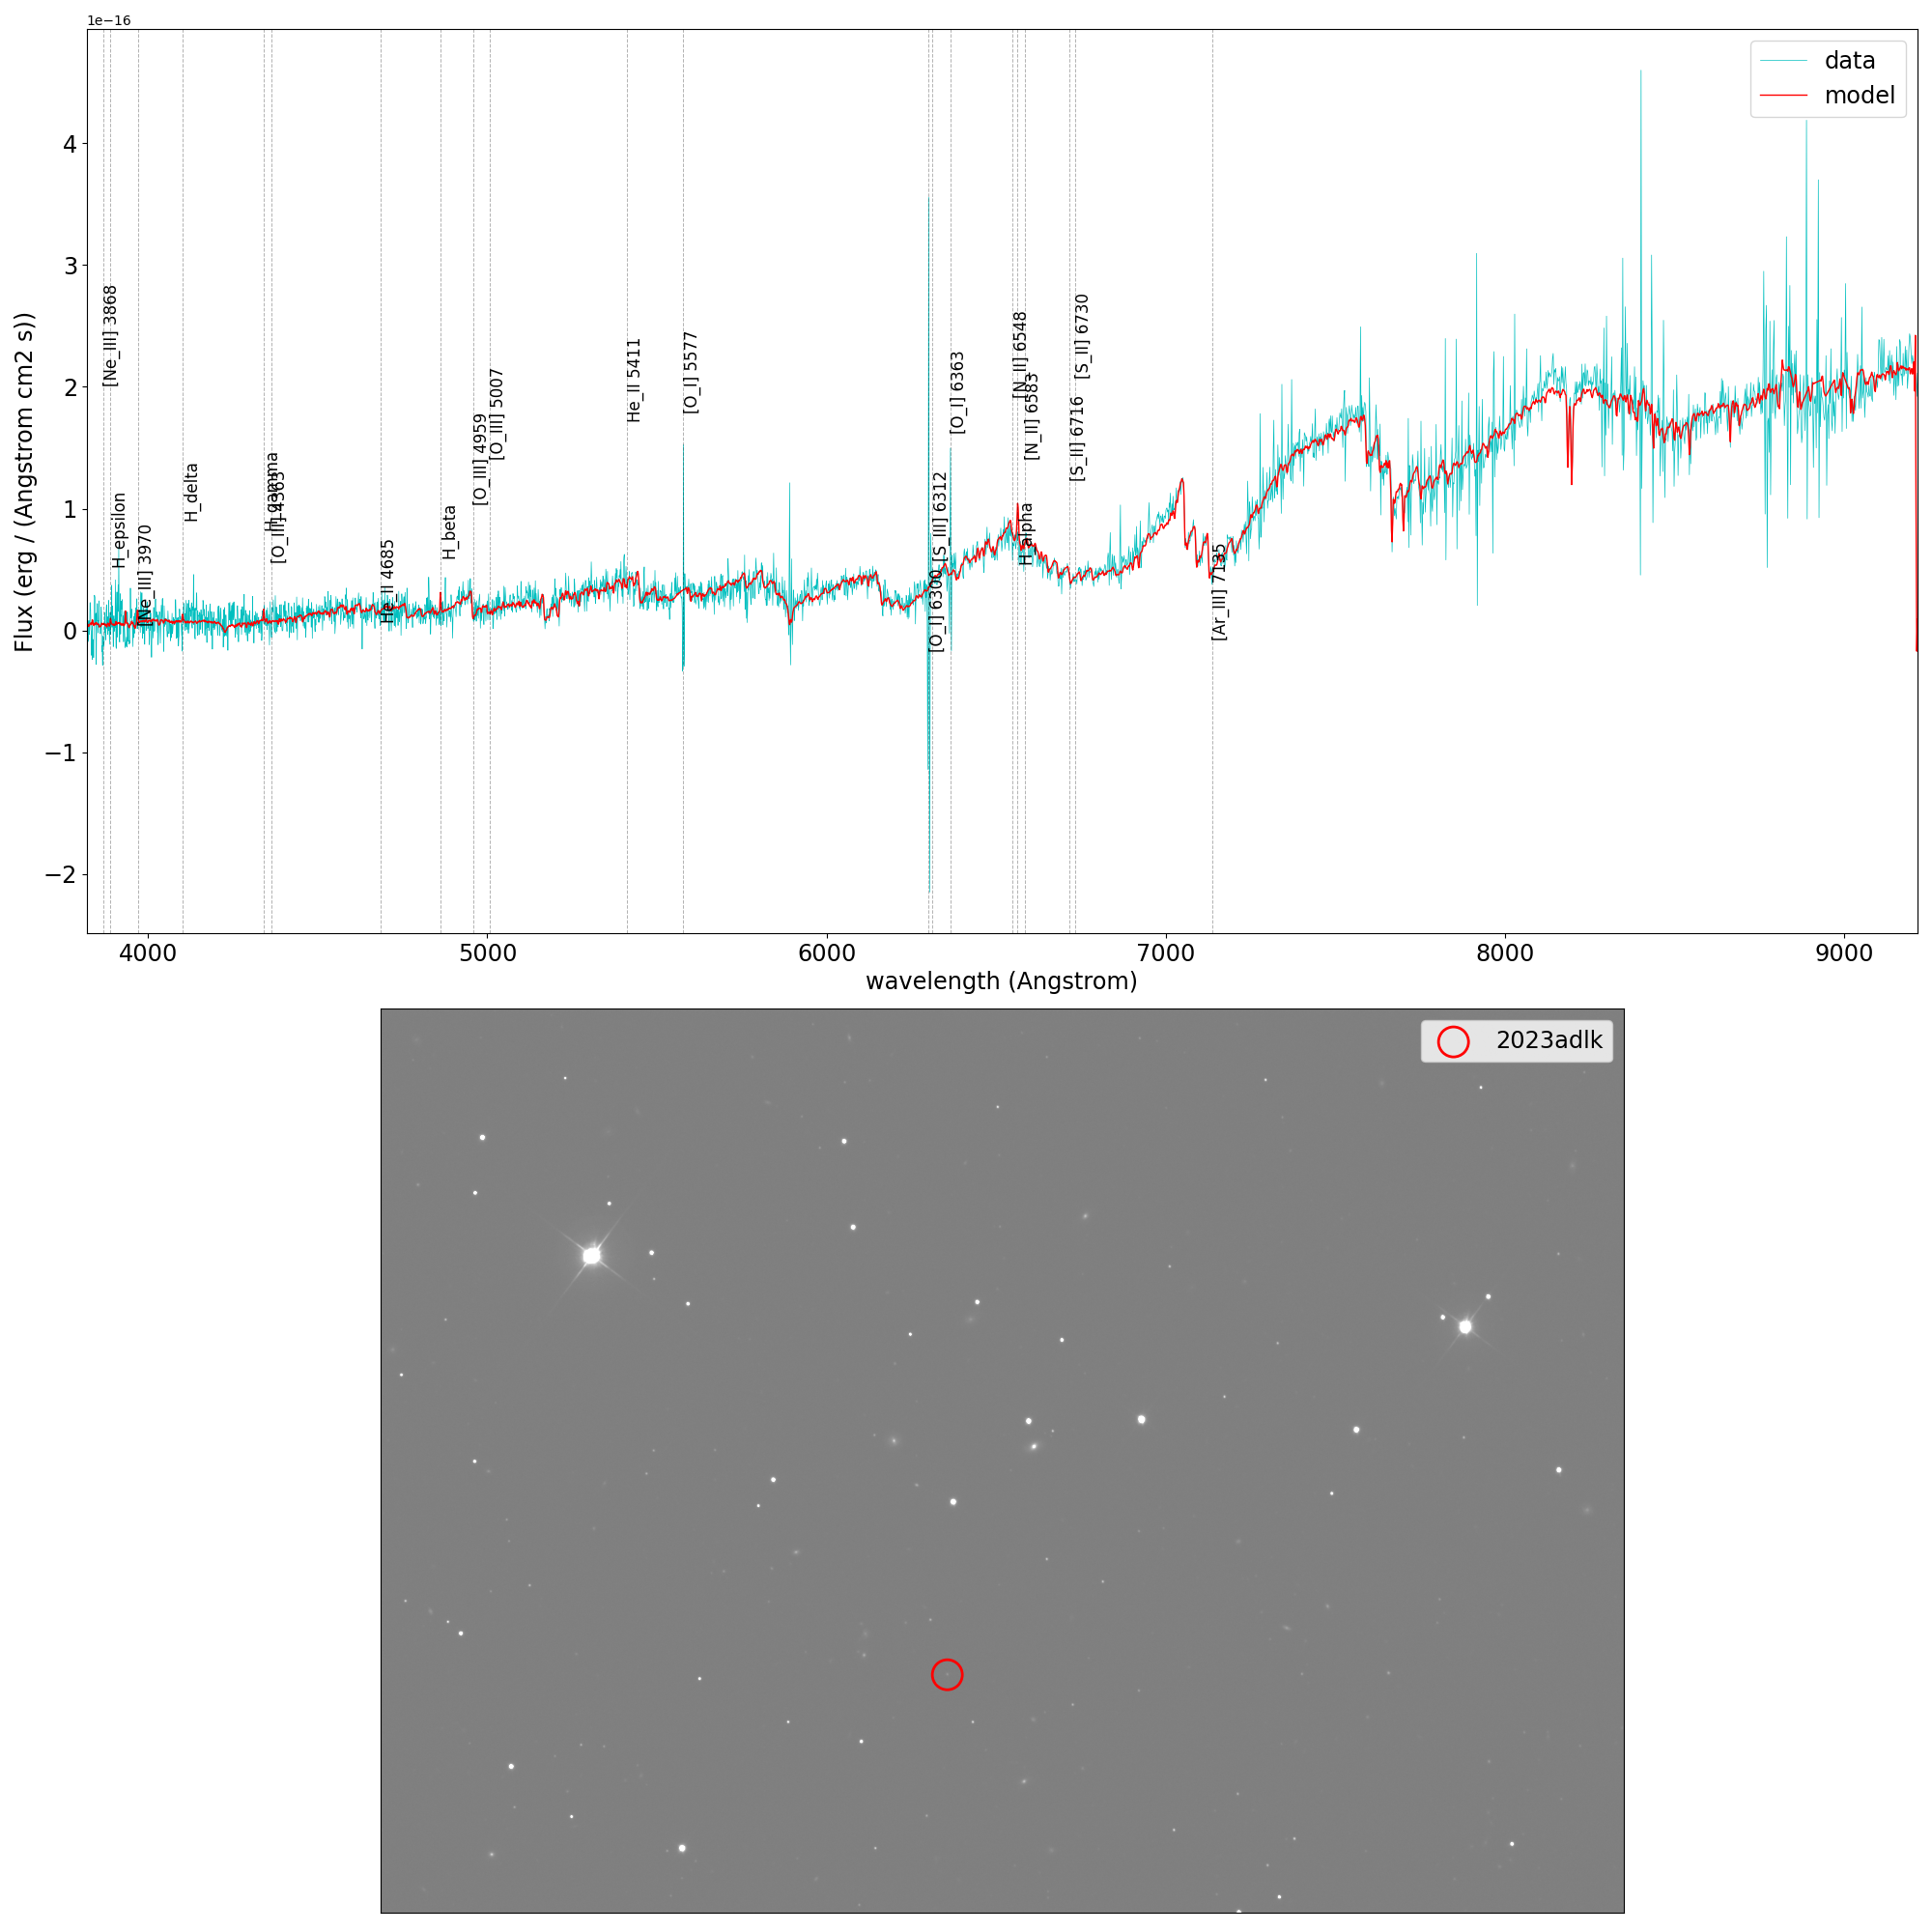 1e−16
data
model
Flux (erg / (Angstrom cm2 s))
4
3
2
1
0
−1
−2
[Ne_III] 3868
H_epsilon
[Ne_III] 3970
H_delta
H_gamma
[O_III] 4363
He_II 4685
H_beta
[O_III] 4959
[O_III] 5007
He_II 5411
[O_I] 5577
[O_I] 6300
[S_III] 6312
[O_I] 6363
[N_II] 6548
H_alpha
[N_II] 6583
[S_II] 6716
[S_II] 6730
[Ar_III] 7135
4000 5000 6000 7000 8000 9000
wavelength (Angstrom)
2023adlk